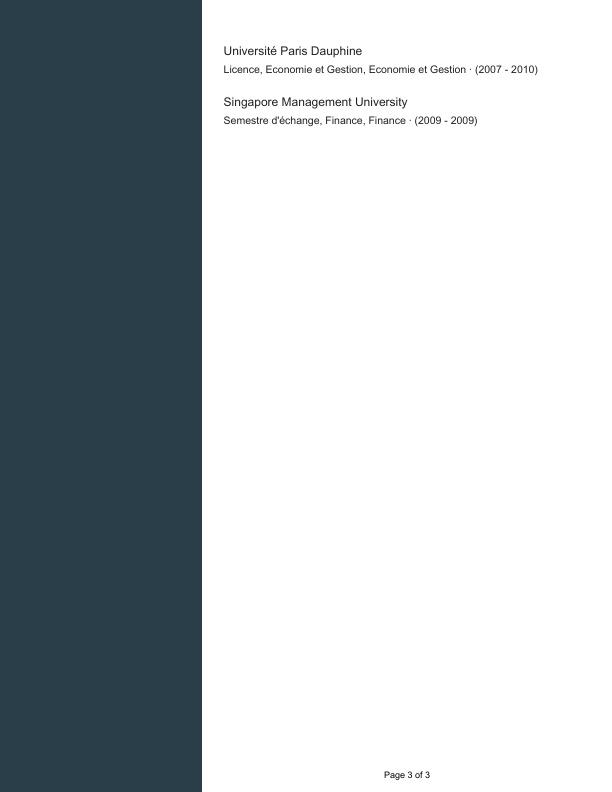 Université Paris Dauphine
Licence, Economie et Gestion, Economie et Gestion · (2007 - 2010)
Singapore Management University
Semestre d'échange, Finance, Finance · (2009 - 2009)
Page 3 of 3